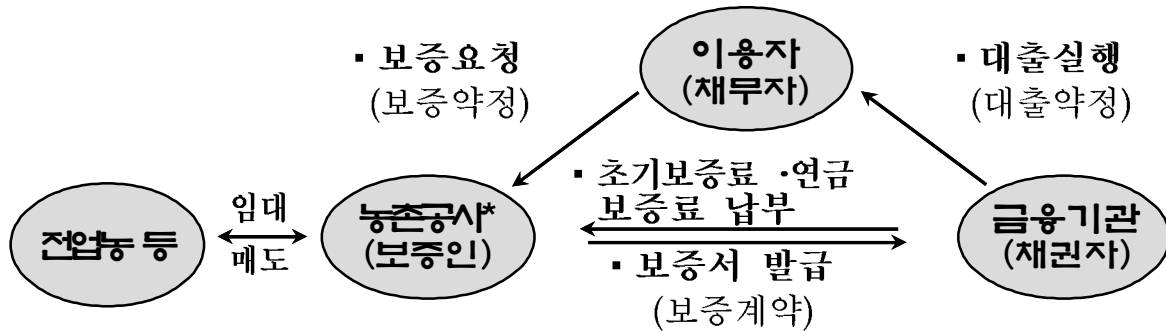 ▪ 보증요청
(보증약정)
이용자
(채무자)
▪ 대출실행
(대출약정)
전업농 등
임대
매도
농촌공사*
(보증인)
▪ 초기보증료 ·연금
보증료 납부
▪ 보증서 발급
(보증계약)
금융기관
(채권자)